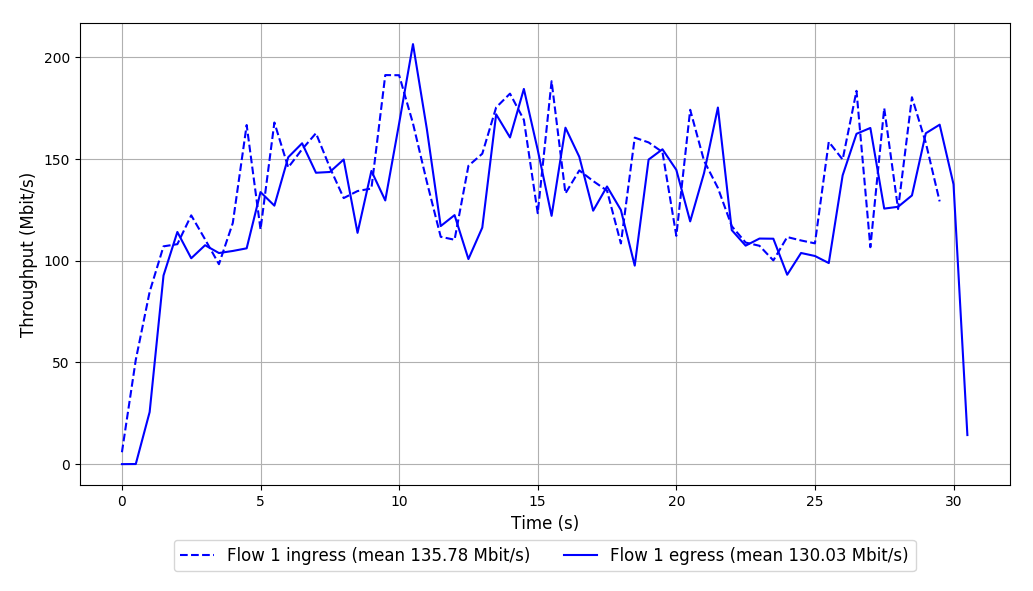 Throughput (Mbit/s)
200
150
100
50
0
0 5 10 15 20 25 30
Time (s)
Flow 1 ingress (mean 135.78 Mbit/s) Flow 1 egress (mean 130.03 Mbit/s)